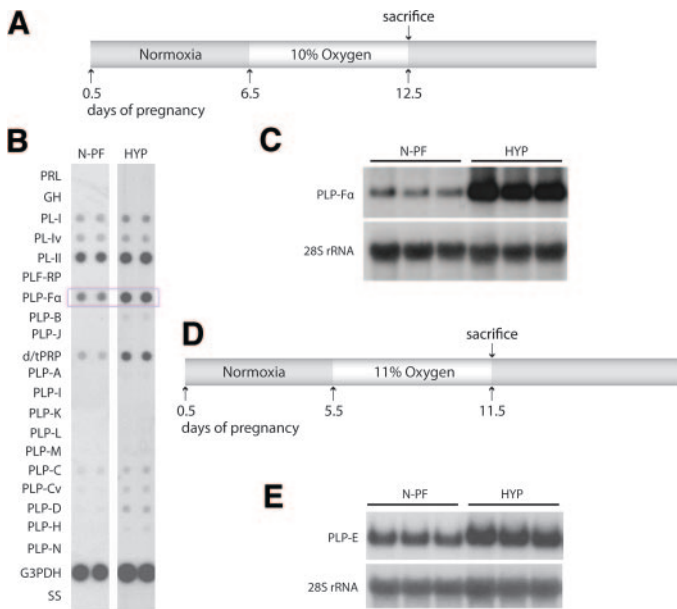 A
sacrifice
Normoxia 10% Oxygen
0.5 6.5 12.5
days of pregnancy
B
N-PF HYP
PRL
GH
PL-I
PL-Iv
PL-II
PLF-RP
PLP-Fα
PLP-B
PLP-J
d/tPRP
PLP-A
PLP-I
PLP-K
PLP-L
PLP-M
PLP-C
PLP-Cv
PLP-D
PLP-H
PLP-N
G3PDH
SS
C
N-PF HYP
PLP-Fα
28S rRNA
D
sacrifice
Normoxia 11% Oxygen
0.5 5.5 11.5
days of pregnancy
E
N-PF HYP
PLP-E
28S rRNA